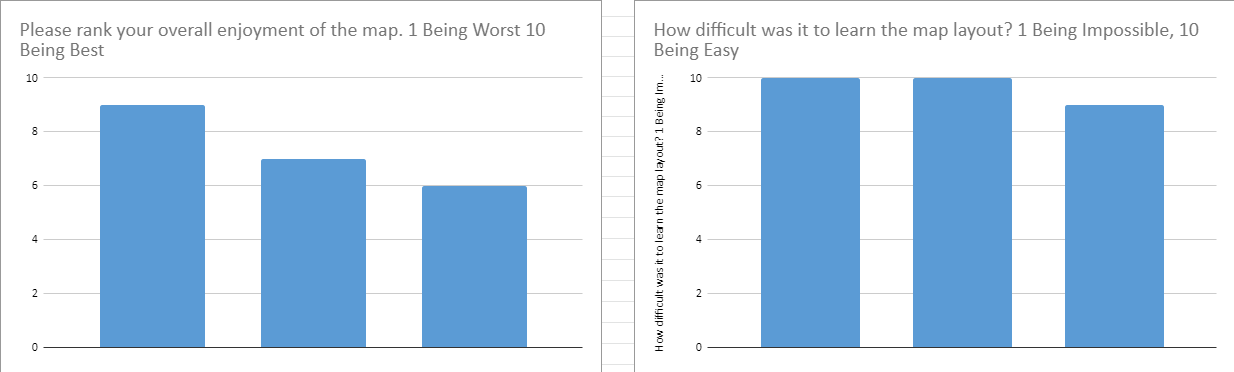 Please rank your overall enjoyment of the map. 1 Being Worst 10
Being Best
10
8
6
4
2
0
How difficult was it to learn the map layout? 1 Being Impossible, 10
Being Easy
How difficult was it to learn the map layout? 1 Being Im...
10
8
6
4
2
0